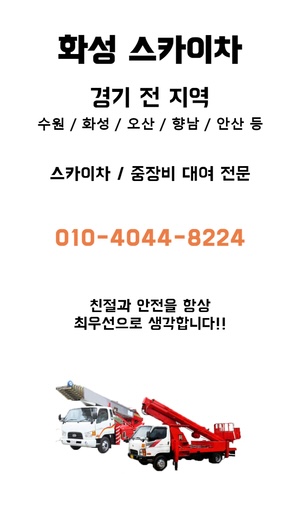 화성 스카이차
경기 전 지역
수원 / 화성 / 오산 / 향남 / 안산 등
스카이차 / 중장비 대여 전문
010-4044-8224
친절과 안전을 항상
최우선으로 생각합니다!!